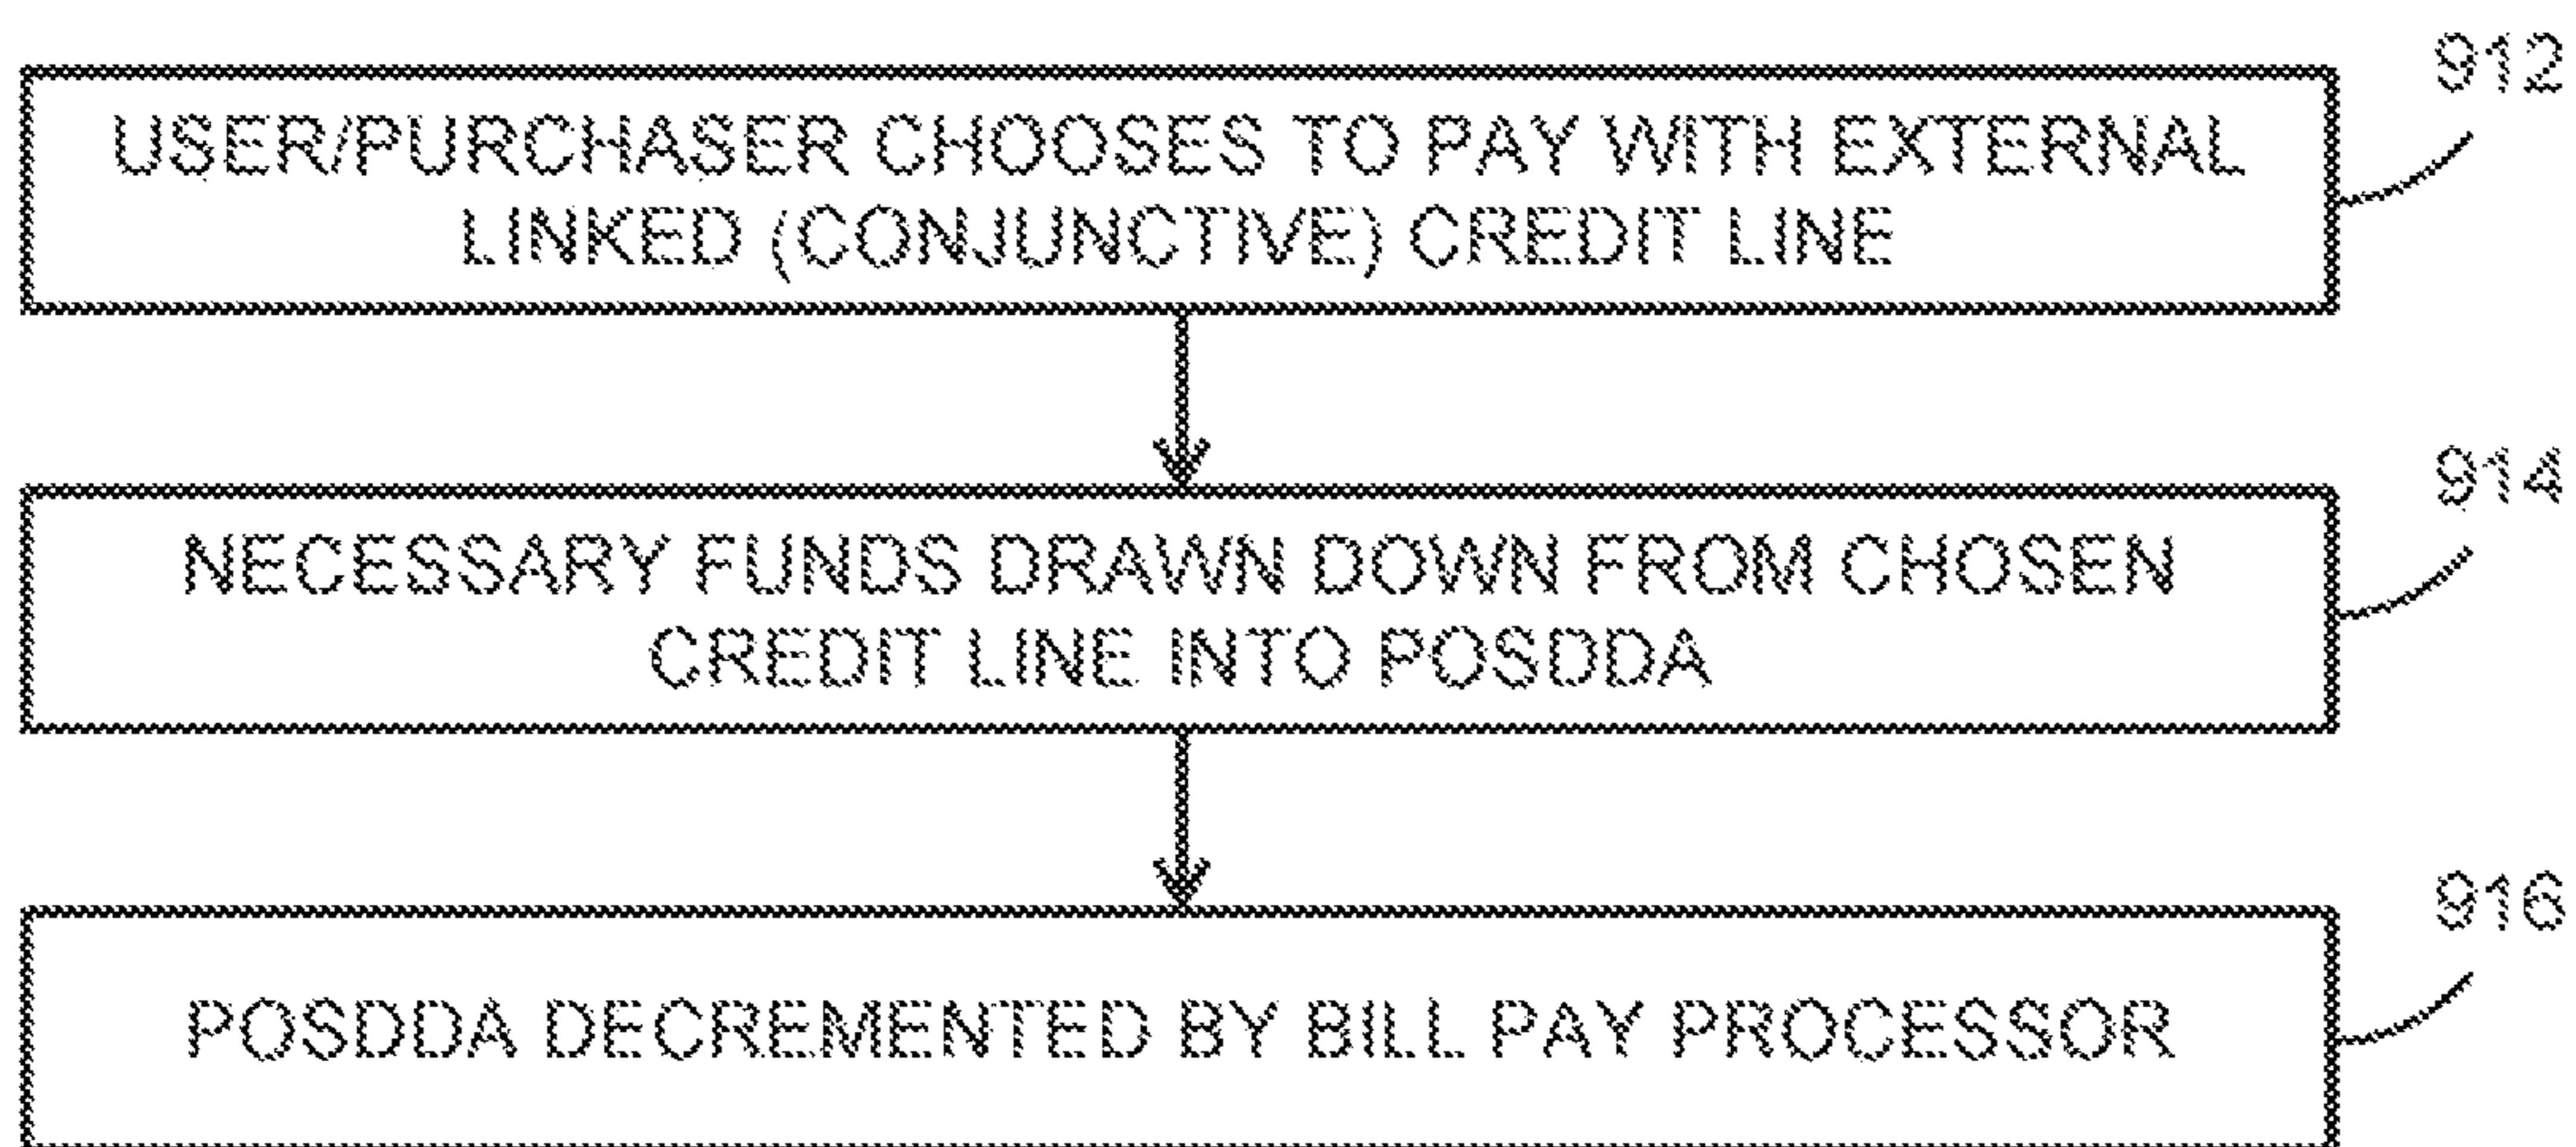 912
USER/PURCHASER CHOOSES TO PAY WITH EXTERNAL
LINKED (CONJUNCTIVE) CREDIT LINE
914
NECESSARY FUNDS DRAWN DOWN FROM CHOSEN
CREDIT LINE INTO POSDDA
916
POSDDA DECREMENTED BY BILL PAY PROCESSOR